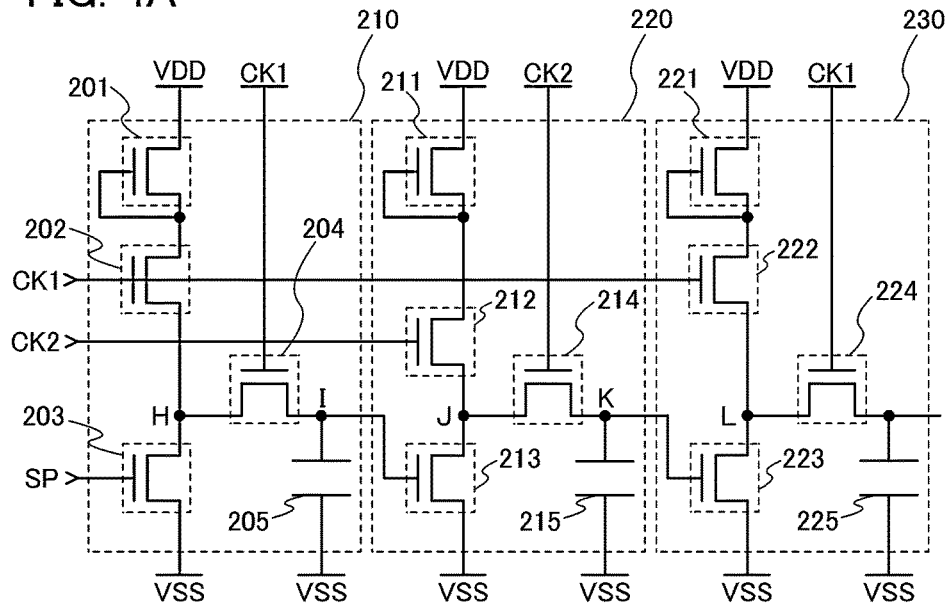 FIG. 4A
210
220
230
VDD
CK1
VDD
CK2
VDD
CK1
201
211
221
202
204
CK1
222
212
214
224
CK2
203
H
I
J
K
L
SP
205
213
215
223
225
VSS
VSS
VSS
VSS
VSS
VSS